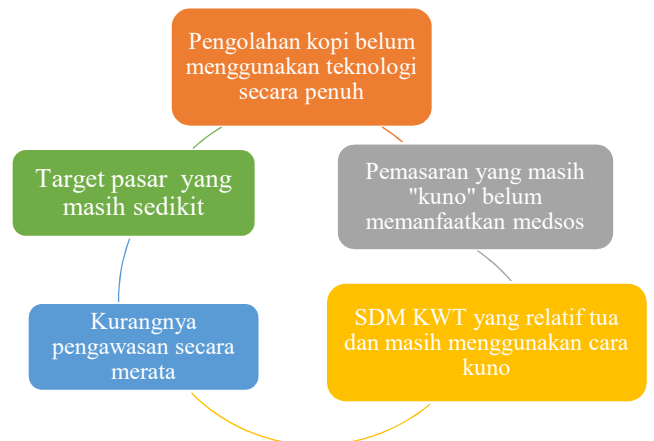 Pengolahan kopi belum
menggunakan teknologi
secara penuh
Target pasar yang
masih sedikit
Pemasaran yang masih
"kuno" belum
memanfaatkan medsos
Kurangnya
pengawasan secara
merata
SDM KWT yang relatif tua
dan masih menggunakan cara
kuno